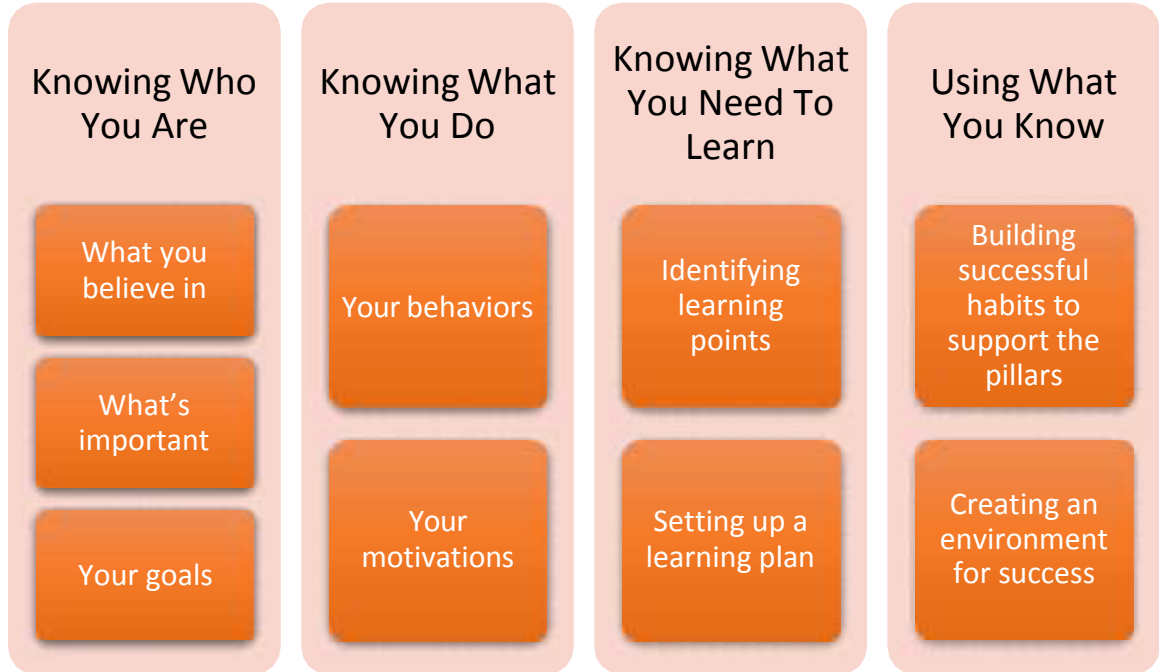 Knowing Who
You Are
What you
believe in
What's
important
Your goals
Knowing What
You Do
Your behaviors
Your
motivations
Knowing What
You Need To
Learn
Identifying
learning
points
Setting up a
learning plan
Using What
You Know
Building
successful
habits to
support the
pillars
Creating an
environment
for success